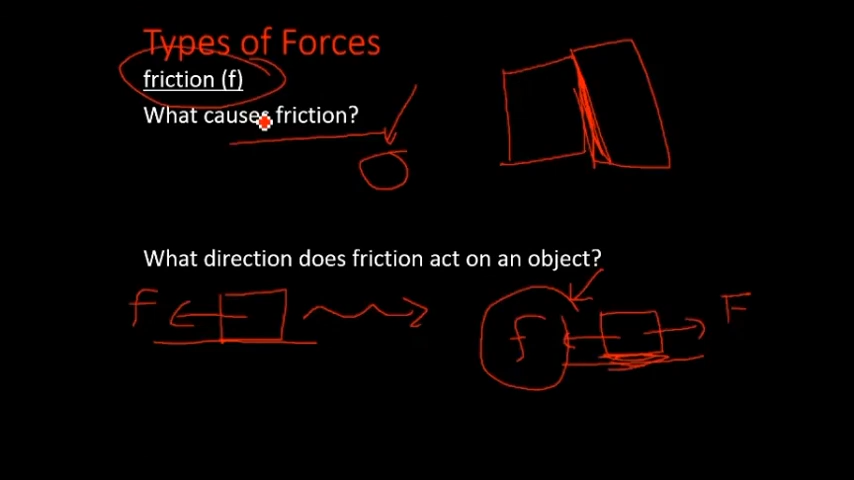 Types of Forces
friction (f)
What causes friction?
What direction does friction act on an object?
f
f F